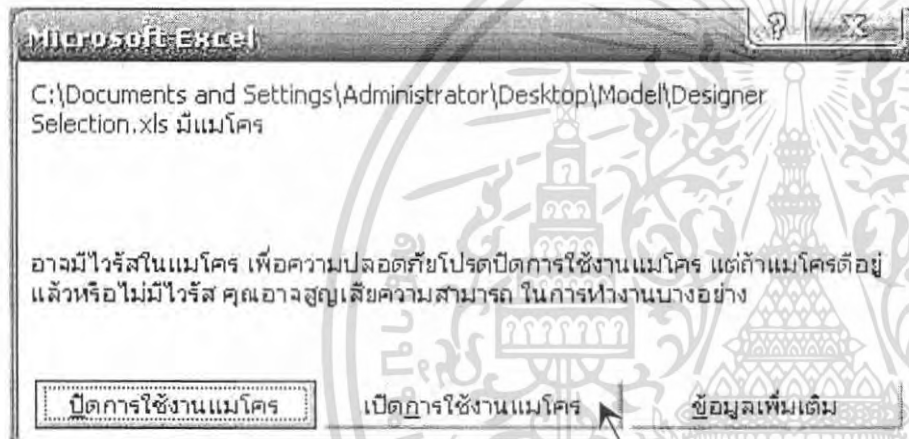 Microsoft Excel
C:\Documents and Settings\Administrator\Desktop\Model\Designer
Selection.xls มีแมโคร
อาจมีไวรัสในแมโคร เพื่อความปลอดภัยโปรดปิดการใช้งานแมโคร แต่ถ้าแมโครดีอยู่
แล้วหรือไม่มีไวรัส คุณอาจสูญเสียความสามารถ ในการทำงานบางอย่าง
ปิดการใช้งานแมโคร เปิดการใช้งานแมโคร ข้อมูลเพิ่มเติม